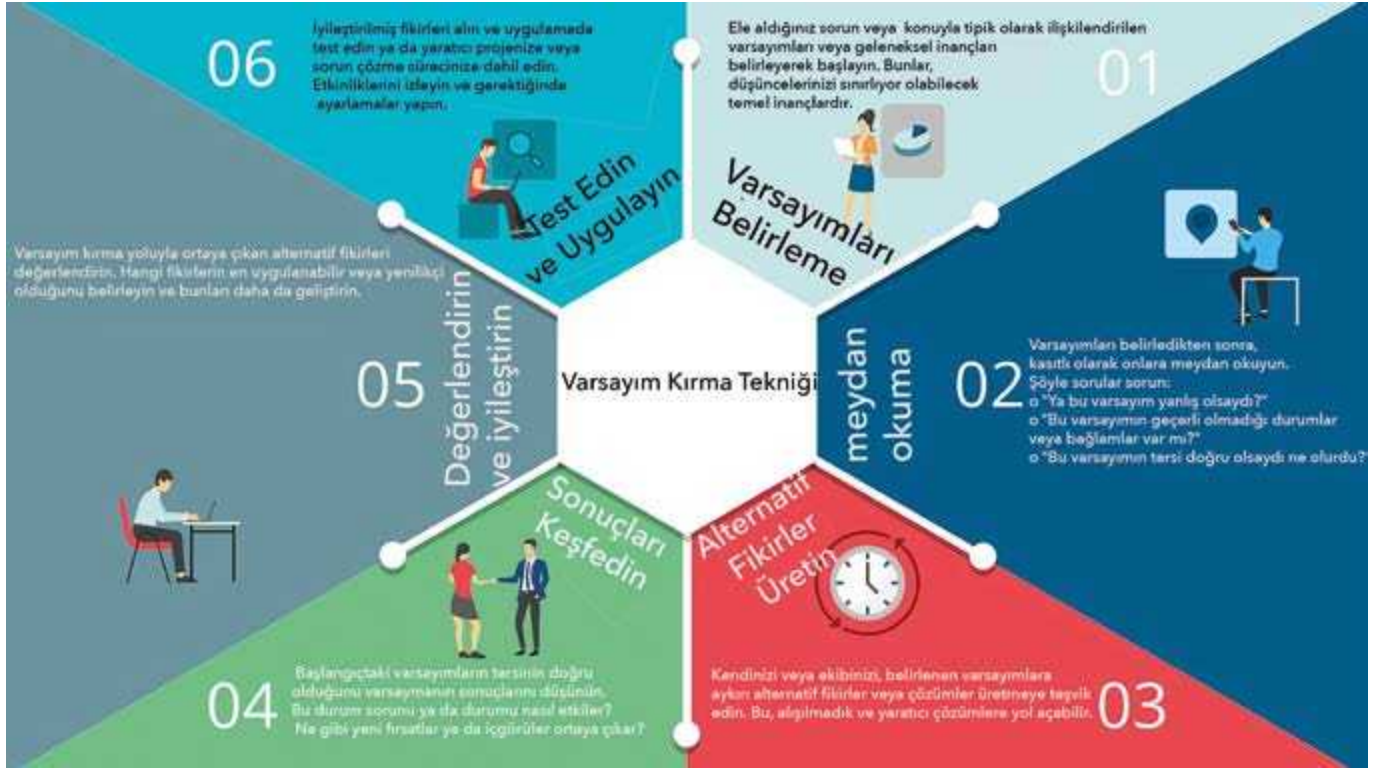 Varsayım Kırma Tekniği
01
Varsayımları
Belirleme
Ele aldığınız sorun veya konuyla tipik olarak ilişkilendirilen
varsayımları veya geleneksel inançları
belirleyerek başlayın. Bunlar,
düşüncelerinizi sınırlıyor olabilecek
temel inançlardır.
02
meydan
okuma
Varsayımları belirledikten sonra,
kasıtlı olarak onlara meydan okuyun.
Şöyle sorular sorun:
o "Ya bu varsayım yanlış olsaydı?"
o "Bu varsayımın geçerli olmadığı durumlar
veya bağlamlar var mı?"
o "Bu varsayımın tersi doğru olsaydı ne olurdu?"
03
Alternatif
Fikirler
Üretin
Kendinizi veya ekibinizi, belirlenen varsayımlara
aykırı alternatif fikirler veya çözümler üretmeye teşvik
edin. Bu, alışılmadık ve yaratıcı çözümlere yol açabilir.
04
Sonuçları
Keşfedin
Başlangıçtaki varsayımların tersinin doğru
olduğunu varsaymanın sonuçlarını düşünün.
Bu durum sorunu ya da durumu nasıl etkiler?
Ne gibi yeni fırsatlar ya da içgörüler ortaya çıkar?
05
Değerlendirin
ve iyileştirin
Varsayım kırma yoluyla ortaya çıkan alternatif fikirleri
değerlendirin. Hangi fikirlerin en uygulanabilir veya yenilikçi
olduğunu belirleyin ve bunları daha da geliştirin.
06
Test Edin
ve Uygulayın
İyileştirilmiş fikirleri alın ve uygulamada
test edin ya da yaratıcı projenize veya
sorun çözme sürecinize dahil edin.
Etkinliklerini izleyin ve gerektiğinde
ayarlamalar yapın.